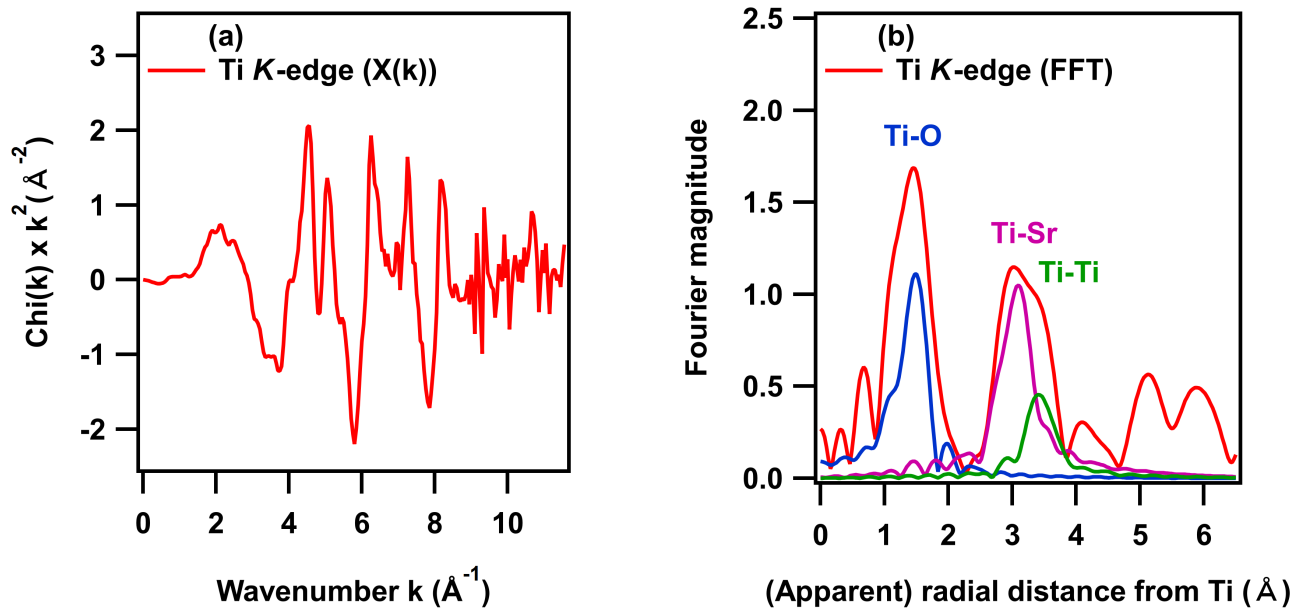 (a)
Ti K-edge (X(k))
Chi(k) x k² (Å⁻²)
3
2
1
0
-1
-2
0 2 4 6 8 10
Wavenumber k (Å⁻¹)
(b)
Ti K-edge (FFT)
Ti-O
Ti-Sr
Ti-Ti
Fourier magnitude
2.5
2.0
1.5
1.0
0.5
0.0
0 1 2 3 4 5 6
(Apparent) radial distance from Ti (Å)